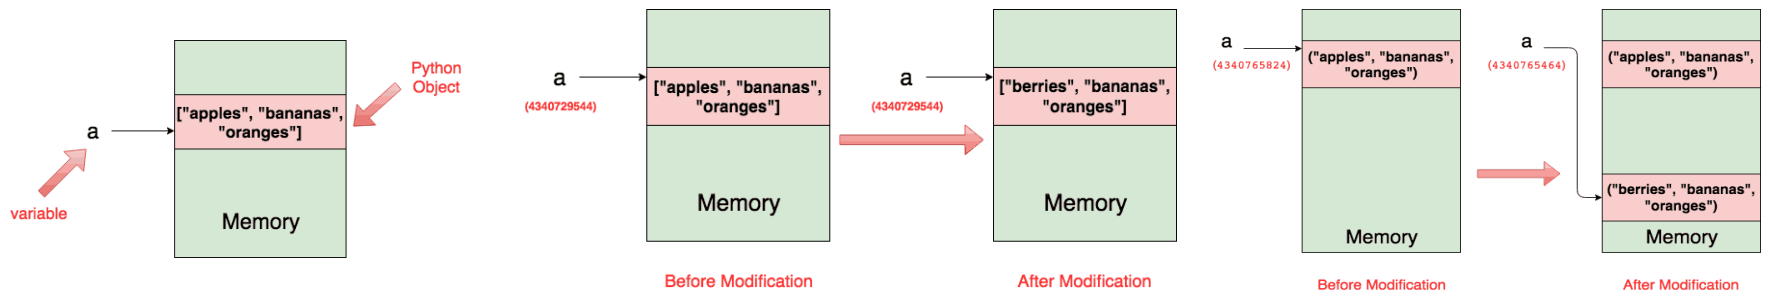 Python
Object
["apples", "bananas",
"oranges"]
a
variable
Memory
a
(4340729544)
["apples", "bananas",
"oranges"]
Memory
Before Modification
a
(4340729544)
["berries", "bananas",
"oranges"]
Memory
After Modification
a
(4340765824)
("apples", "bananas",
"oranges")
Memory
Before Modification
a
(4340765464)
("apples", "bananas",
"oranges")
("berries", "bananas",
"oranges")
Memory
After Modification